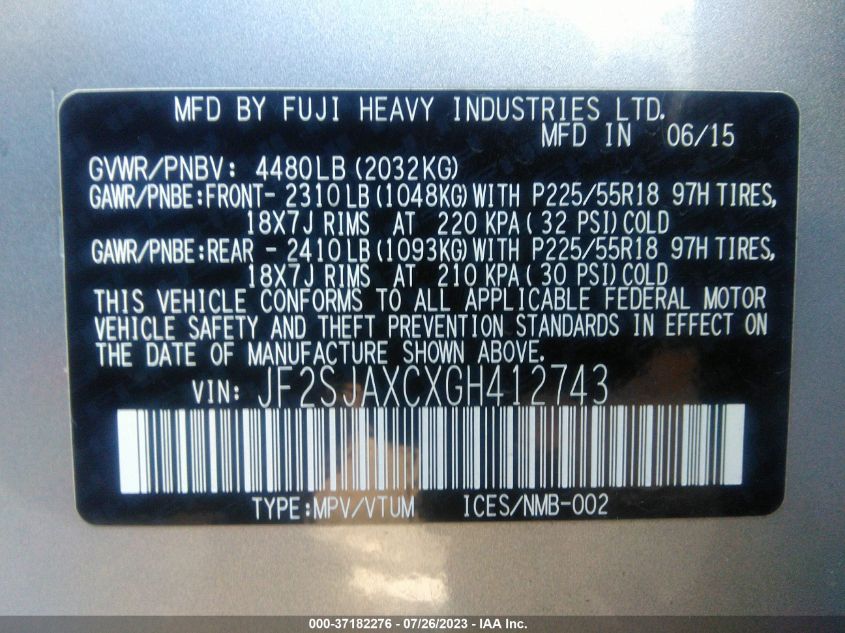 MFD BY FUJI HEAVY INDUSTRIES LTD.
MFD IN 06/15
GVWR/PNBV: 4480LB (2032KG)
GAWR/PNBE:FRONT- 2310LB(1048KG)WITH P225/55R18 97H TIRES,
18X7J RIMS AT 220 KPA( 32 PSI)COLD
GAWR/PNBE:REAR - 2410LB(1093KG)WITH P225/55R18 97H TIRES,
18X7J RIMS AT 210 KPA( 30 PSI)COLD
THIS VEHICLE CONFORMS TO ALL APPLICABLE FEDERAL MOTOR
VEHICLE SAFETY AND THEFT PREVENTION STANDARDS IN EFFECT ON
THE DATE OF MANUFACTURE SHOWN ABOVE.
VIN: JF2SJAXCXGH412743
TYPE:MPV/VTUM ICES/NMB-002
000-37182276 - 07/26/2023 - IAA Inc.